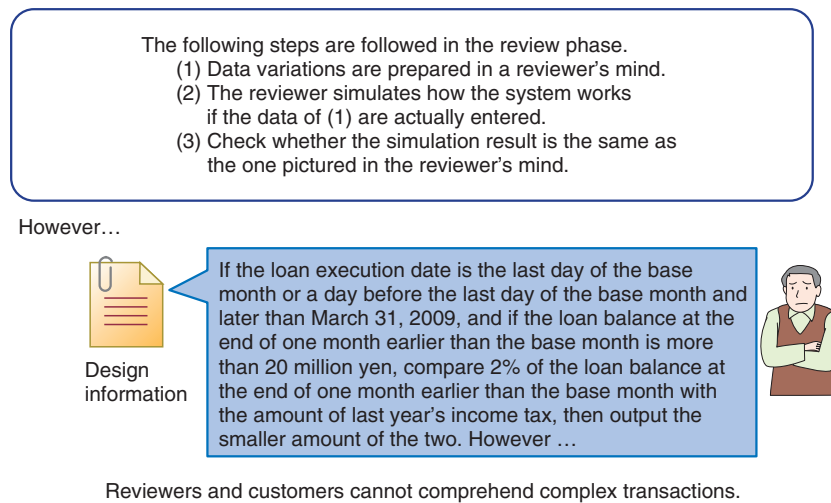 The following steps are followed in the review phase.
(1) Data variations are prepared in a reviewer's mind.
(2) The reviewer simulates how the system works
if the data of (1) are actually entered.
(3) Check whether the simulation result is the same as
the one pictured in the reviewer's mind.
However…
If the loan execution date is the last day of the base
month or a day before the last day of the base month and
later than March 31, 2009, and if the loan balance at the
end of one month earlier than the base month is more
than 20 million yen, compare 2% of the loan balance at
the end of one month earlier than the base month with
the amount of last year's income tax, then output the
smaller amount of the two. However …
Design
information
Reviewers and customers cannot comprehend complex transactions.